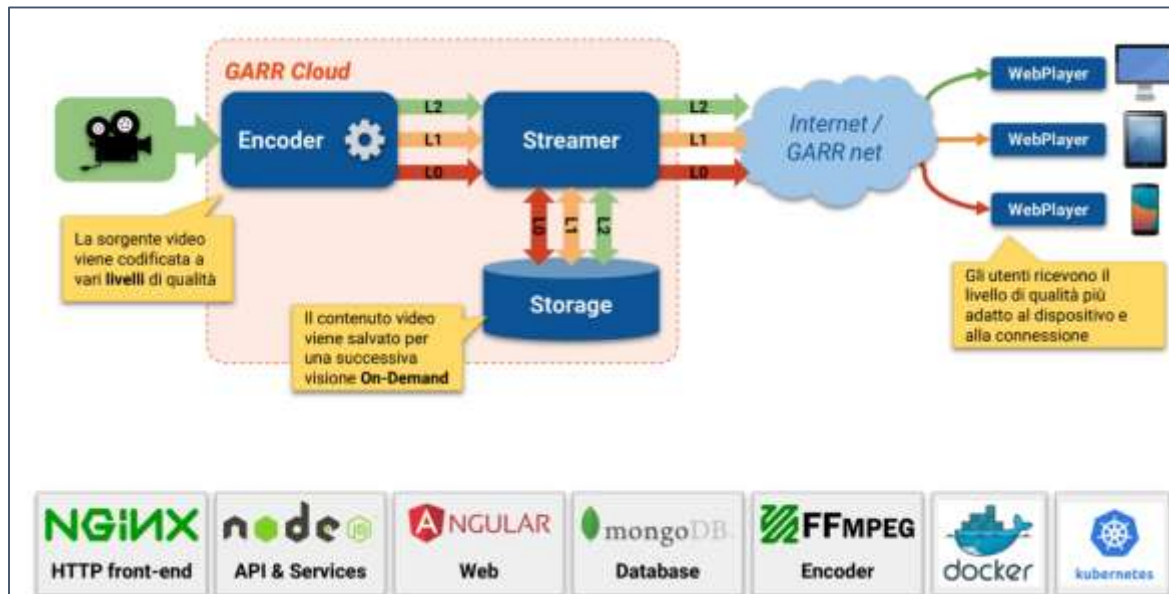 GARR Cloud
Encoder
L2
L1
L0
Streamer
L2
L1
L0
Internet /
GARR net
WebPlayer
WebPlayer
WebPlayer
L0
L1
L2
Storage
La sorgente video
viene codificata a
vari livelli di qualità
Il contenuto video
viene salvato per
una successiva
visione On-Demand
Gli utenti ricevono il
livello di qualità più
adatto al dispositivo e
alla connessione
NGiNX
HTTP front-end
node JS
API & Services
ANGULAR
Web
mongoDB
Database
FFMPEG
Encoder
docker
kubernetes